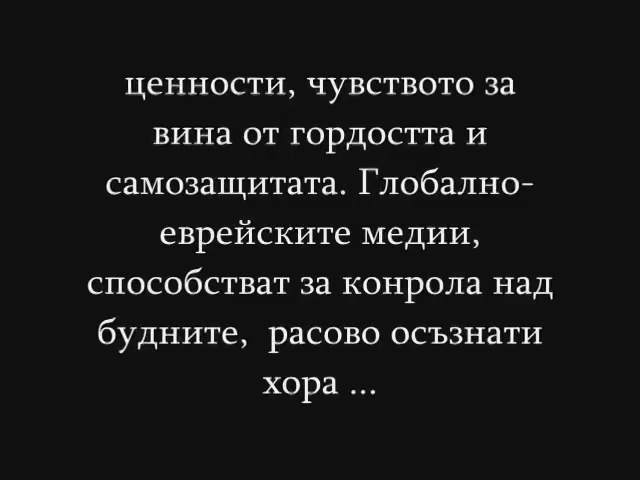 ценности, чувството за
вина от гордостта и
самозащитата. Глобално-
еврейските медии,
способстват за конрола над
будните,  расово осъзнати
хора ...